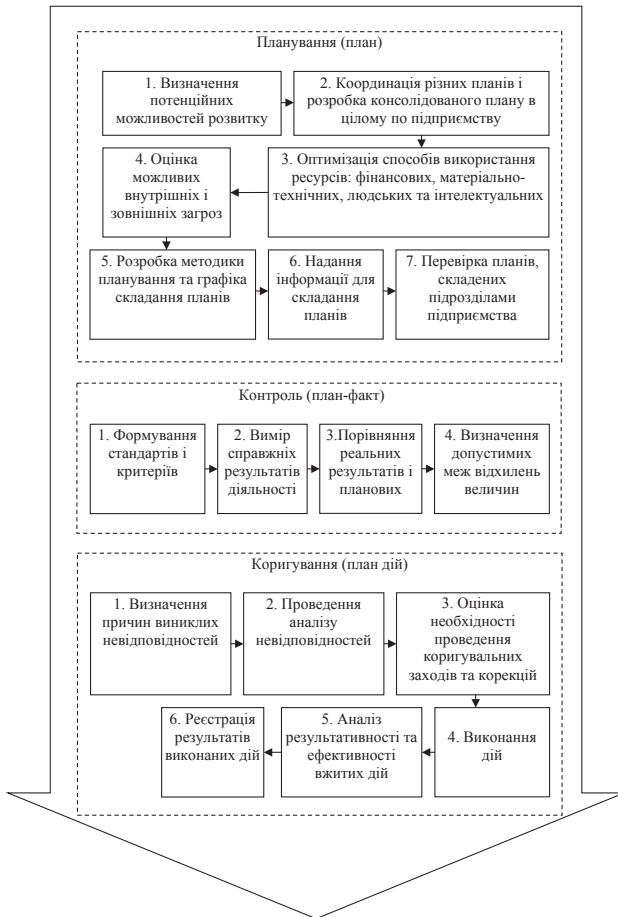 Планування (план)
1. Визначення
потенційних
можливостей розвитку
2. Координація різних планів і
розробка консолідованого плану в
цілому по підприємству
3. Оптимізація способів використання
ресурсів: фінансових, матеріально-
технічних, людських та інтелектуальних
4. Оцінка
можливих
внутрішніх і
зовнішніх загроз
5. Розробка методики
планування та графіка
складання планів
6. Надання
інформації для
складання
планів
7. Перевірка планів,
складених
підрозділами
підприємства
Контроль (план-факт)
1. Формування
стандартів і
критеріїв
2. Вимір
справжніх
результатів
діяльності
3.Порівняння
реальних
результатів і
планових
4. Визначення
допустимих
меж відхилень
величин
Коригування (план дій)
1. Визначення
причин виниклих
невідповідностей
2. Проведення
аналізу
невідповідностей
3. Оцінка
необхідності
проведення
коригувальних
заходів та корекцій
4. Виконання
дій
5. Аналіз
результативності та
ефективності
вжитих дій
6. Реєстрація
результатів
виконаних дій